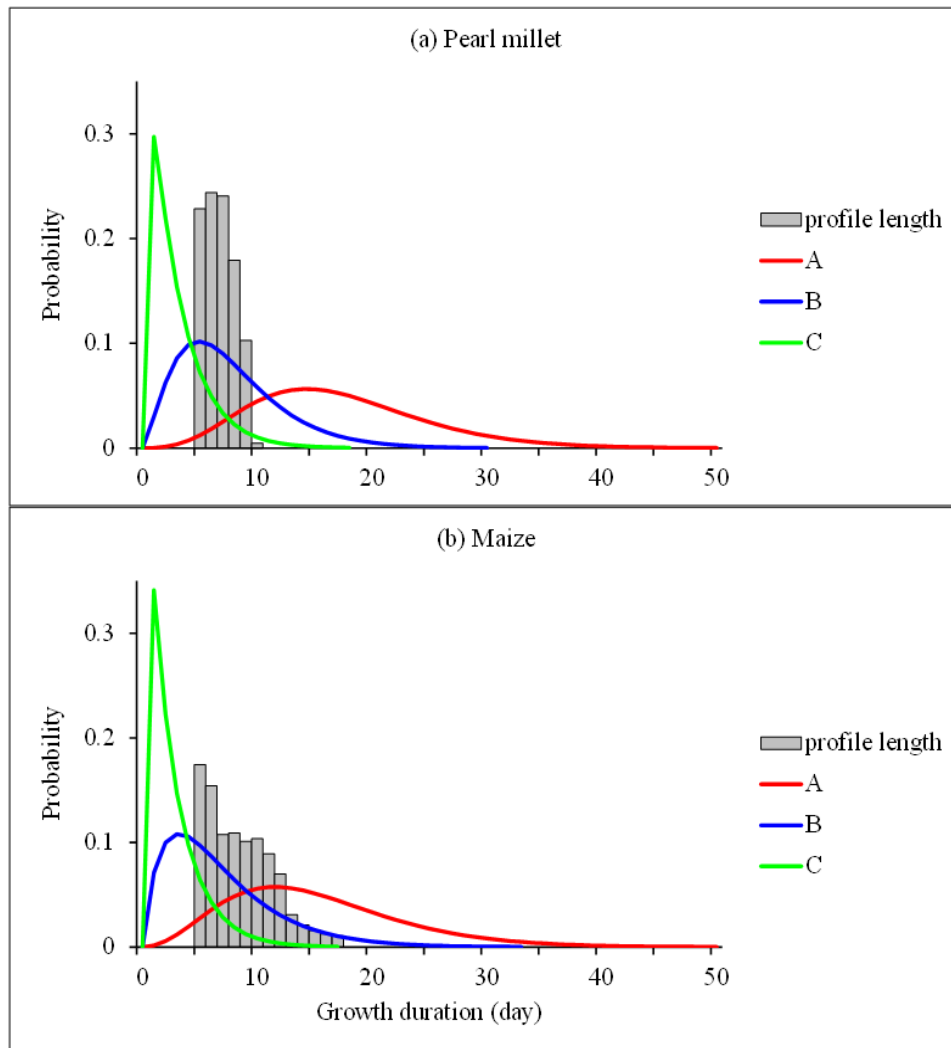 (a) Pearl millet
0.3
0.2
0.1
0
Probability
0 10 20 30 40 50
profile length
A
B
C
(b) Maize
0.3
0.2
0.1
0
Probability
0 10 20 30 40 50
Growth duration (day)
profile length
A
B
C